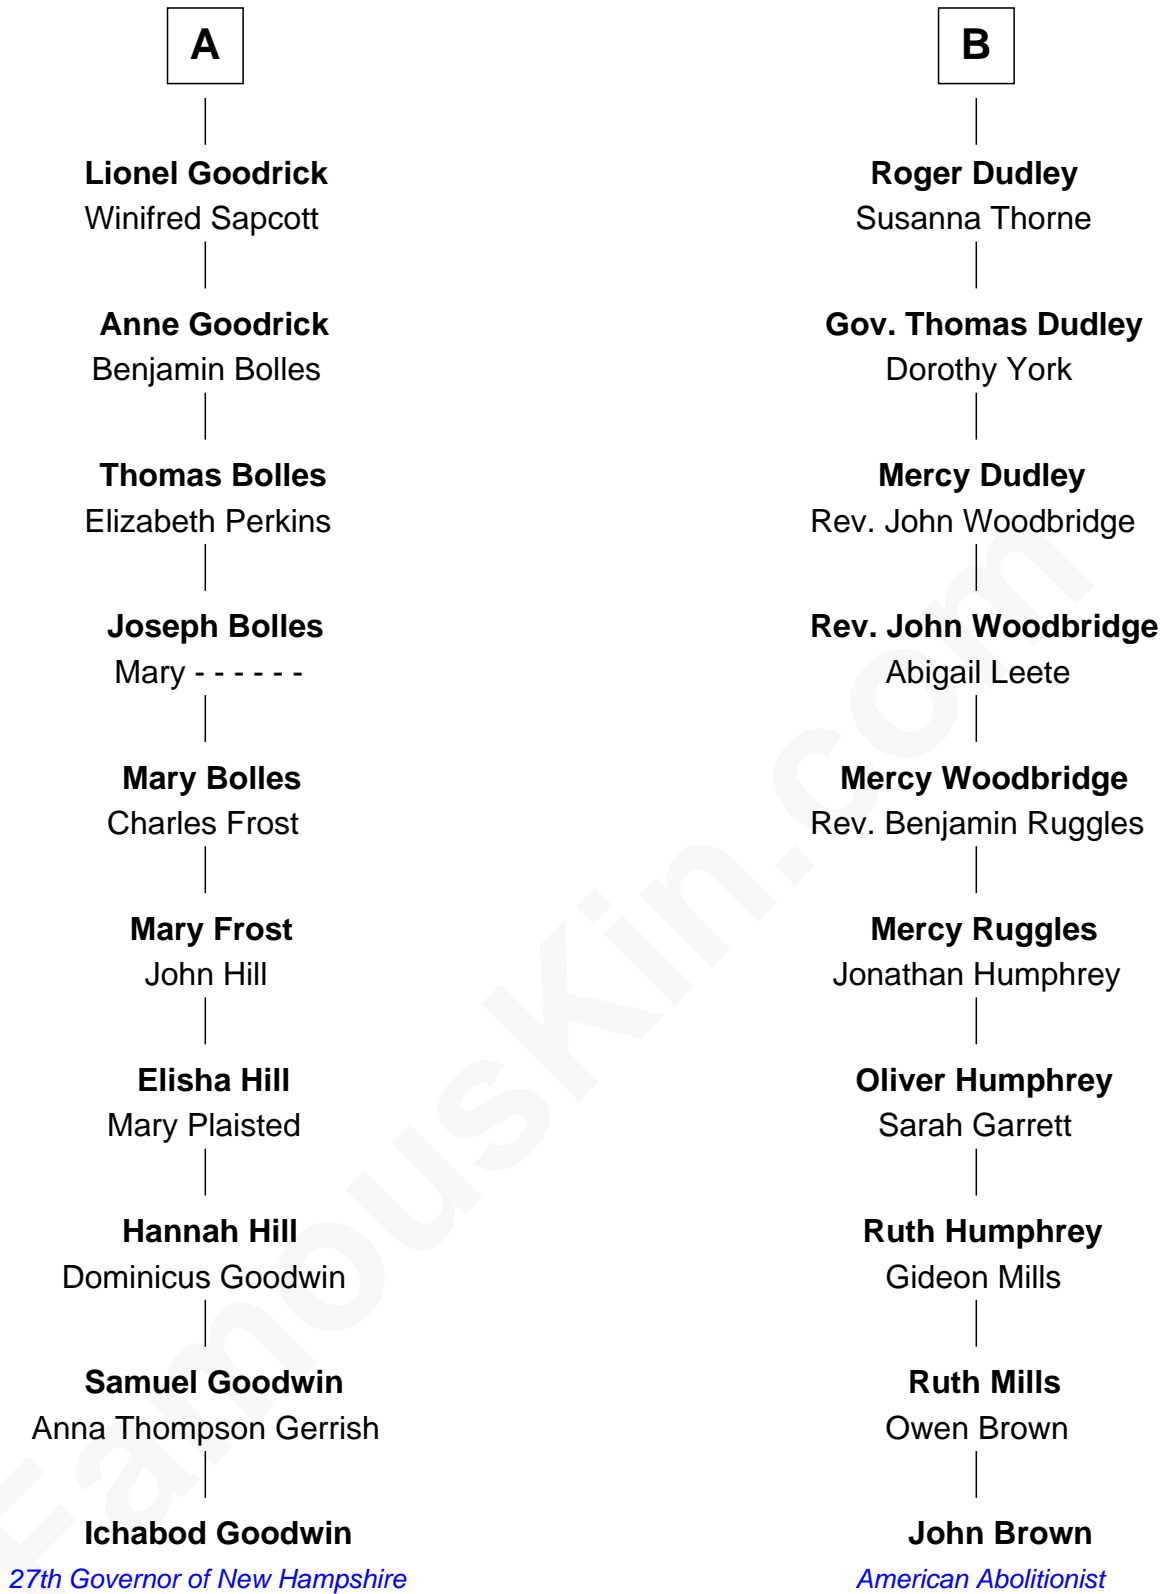 A
Lionel Goodrick
Winifred Sapcott
Anne Goodrick
Benjamin Bolles
Thomas Bolles
Elizabeth Perkins
Joseph Bolles
Mary - - - - - -
Mary Bolles
Charles Frost
Mary Frost
John Hill
Elisha Hill
Mary Plaisted
Hannah Hill
Dominicus Goodwin
Samuel Goodwin
Anna Thompson Gerrish
Ichabod Goodwin
27th Governor of New Hampshire
B
Roger Dudley
Susanna Thorne
Gov. Thomas Dudley
Dorothy York
Mercy Dudley
Rev. John Woodbridge
Rev. John Woodbridge
Abigail Leete
Mercy Woodbridge
Rev. Benjamin Ruggles
Mercy Ruggles
Jonathan Humphrey
Oliver Humphrey
Sarah Garrett
Ruth Humphrey
Gideon Mills
Ruth Mills
Owen Brown
John Brown
American Abolitionist
FamousKin.com